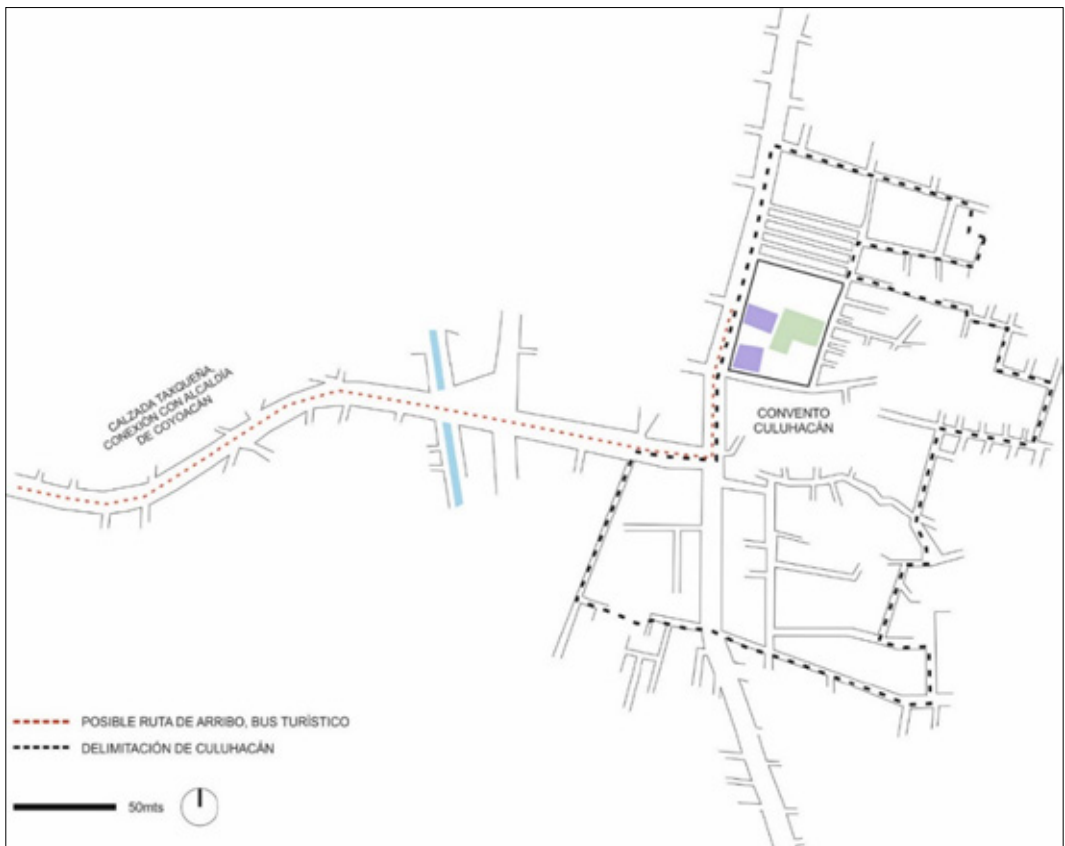 CALZADA TAXQUEÑA,
CONEXIÓN CON ALCALDÍA
DE COYOACÁN
CONVENTO
CULUHACÁN
POSIBLE RUTA DE ARRIBO, BUS TURÍSTICO
DELIMITACIÓN DE CULUHACÁN
50mts